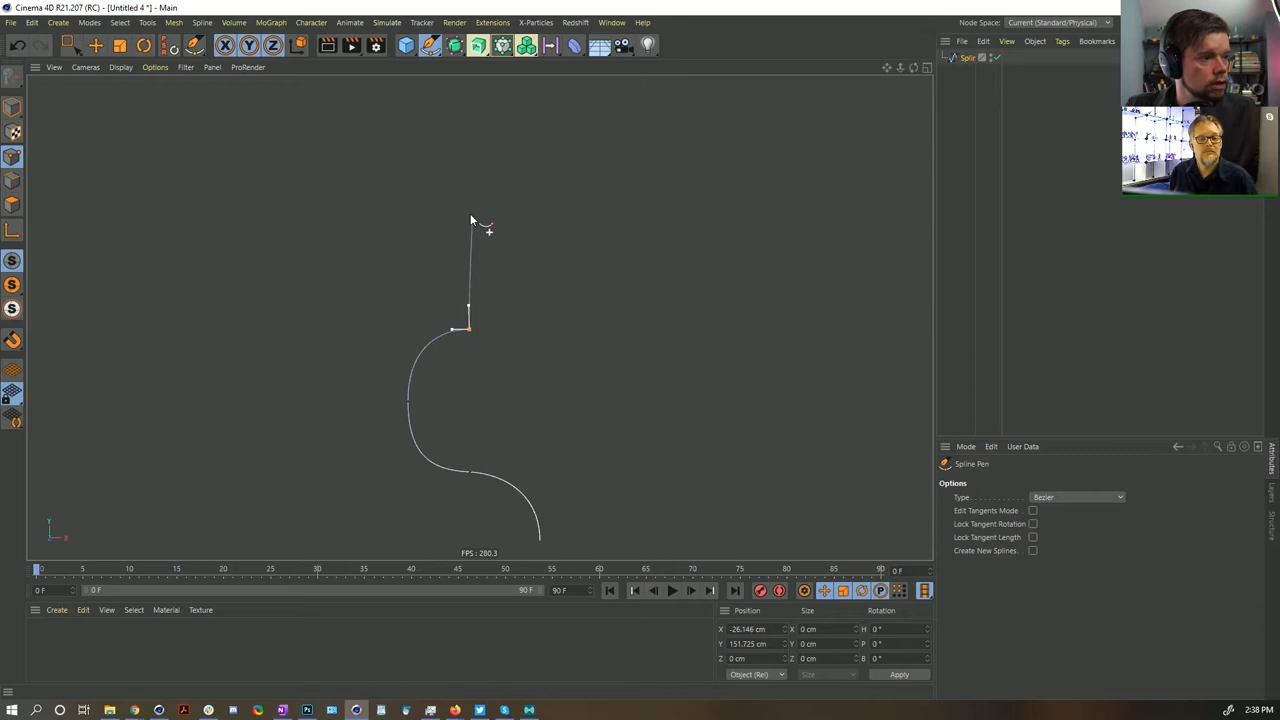 Cinema 4D R21.207 (RC) - [Untitled 4 *] - Main
File Edit Create Modes Select Tools Spline Mesh Volume MoGraph Character Animate Simulate Tracker Render Extensions X-Particles Redshift Window Help Node Space: Current (Standard/Physical)
X Y Z PSR File Edit View Object Tags Bookmarks
View Cameras Display Options Filter Panel ProRender
Splir
S
S
S
Mode Edit User Data
Attributes
Layers
Structure
Spline Pen
Options
Type Bezier
Edit Tangents Mode
Lock Tangent Rotation
Lock Tangent Length
Create New Splines.
Y
Z X
FPS : 280.3
0 5 10 15 20 25 30 35 40 45 50 55 60 65 70 75 80 85 90 0 F
0 F 0 F 90 F 90 F P
Create Edit View Select Material Texture
Position Size Rotation
X -26.146 cm X 0 cm H 0 °
Y 151.725 cm Y 0 cm P 0 °
Z 0 cm Z 0 cm B 0 °
Object (Rel) Size Apply
2:38 PM